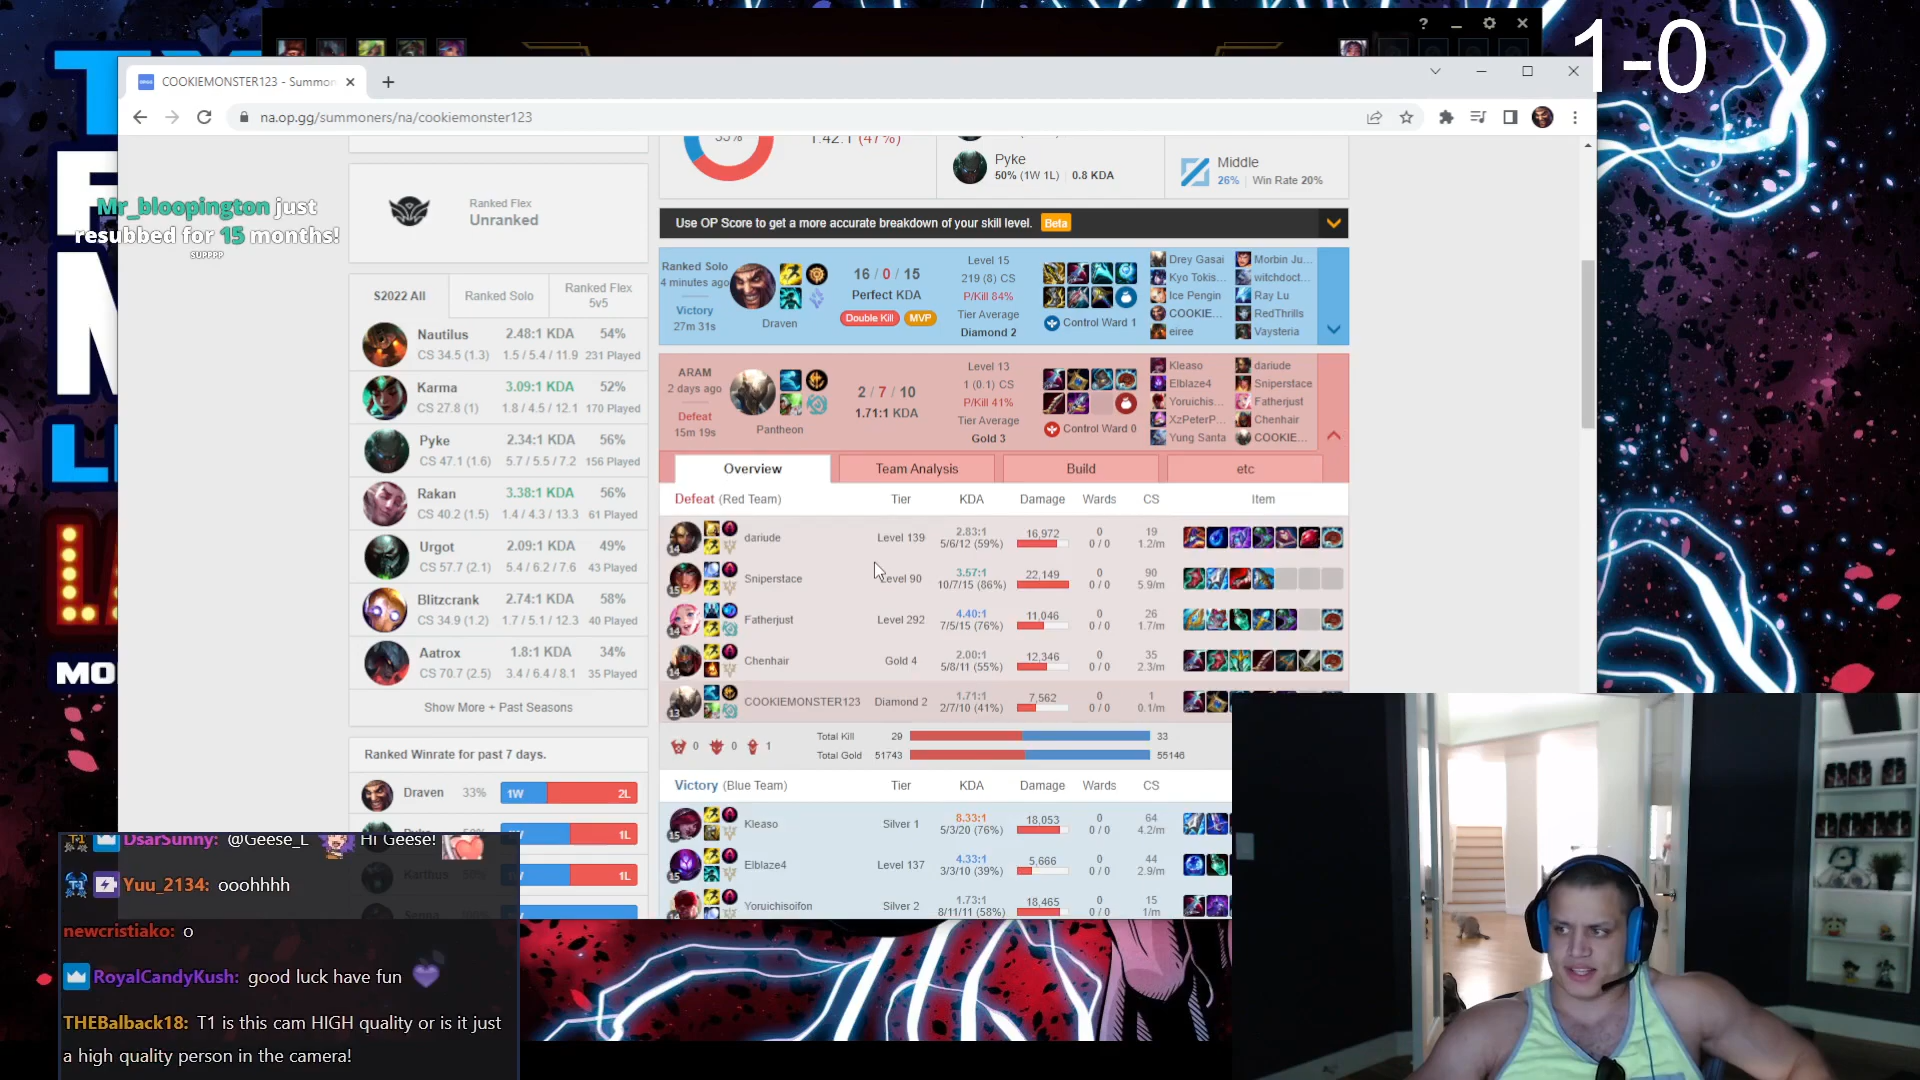 1-0
COOKIEMONSTER123 - Summon
na.op.gg/summoners/na/cookiemonster123
Mr_bloopington just
resubbed for 15 months!
SUPPPP
Ranked Flex
Unranked
S2022 All
Ranked Solo
Ranked Flex
5v5
Nautilus 2.48:1 KDA 54%
CS 34.5 (1.3) 1.5 / 5.4 / 11.9 231 Played
Karma 3.09:1 KDA 52%
CS 27.8 (1) 1.8 / 4.5 / 12.1 170 Played
Pyke 2.34:1 KDA 56%
CS 47.1 (1.6) 5.7 / 5.5 / 7.2 156 Played
Rakan 3.38:1 KDA 56%
CS 40.2 (1.5) 1.4 / 4.3 / 13.3 61 Played
Urgot 2.09:1 KDA 49%
CS 57.7 (2.1) 5.4 / 6.2 / 7.6 43 Played
Blitzcrank 2.74:1 KDA 58%
CS 34.9 (1.2) 1.7 / 5.1 / 12.3 40 Played
Aatrox 1.8:1 KDA 34%
CS 70.7 (2.5) 3.4 / 6.4 / 8.1 35 Played
Show More + Past Seasons
Ranked Winrate for past 7 days.
Draven 33% 1W 2L
1L
Karthus 1L
Senna
Pyke
50% (1W 1L) 0.8 KDA
Middle
26% Win Rate 20%
Use OP Score to get a more accurate breakdown of your skill level. Beta
Ranked Solo
4 minutes ago
Victory
27m 31s
Draven
16 / 0 / 15
Perfect KDA
Double Kill MVP
Level 15
219 (8) CS
P/Kill 84%
Tier Average
Diamond 2
Control Ward 1
Drey Gasai Morbin Ju...
Kyo Tokis... witchdoct...
Ice Pengin Ray Lu
COOKIE... RedThrills
eiree Vaysteria
ARAM
2 days ago
Defeat
15m 19s
Pantheon
2 / 7 / 10
1.71:1 KDA
Level 13
1 (0.1) CS
P/Kill 41%
Tier Average
Gold 3
Control Ward 0
Kleaso dariude
Elblaze4 Sniperstace
Yoruichis... Fatherjust
XzPeterP... Chenhair
Yung Santa COOKIE...
Overview Team Analysis Build etc
Defeat (Red Team) Tier KDA Damage Wards CS Item
14 dariude Level 139 2.83:1 5/6/12 (59%) 16,972 0 0 / 0 19 1.2/m
15 Sniperstace Level 90 3.57:1 10/7/15 (86%) 22,149 0 0 / 0 90 5.9/m
14 Fatherjust Level 292 4.40:1 7/5/15 (76%) 11,046 0 0 / 0 26 1.7/m
14 Chenhair Gold 4 2.00:1 5/8/11 (55%) 12,346 0 0 / 0 35 2.3/m
13 COOKIEMONSTER123 Diamond 2 1.71:1 2/7/10 (41%) 7,562 0 0 / 0 1 0.1/m
0 0 1
Total Kill 29 33
Total Gold 51743 55146
Victory (Blue Team) Tier KDA Damage Wards CS
15 Kleaso Silver 1 8.33:1 5/3/20 (76%) 18,053 0 0 / 0 64 4.2/m
15 Elblaze4 Level 137 4.33:1 3/3/10 (39%) 5,666 0 0 / 0 44 2.9/m
14 Yoruichisoifon Silver 2 1.73:1 8/11/11 (58%) 18,465 0 0 / 0 15 1/m
DsarSunny: @Geese_L Hi Geese!
Yuu_2134: ooohhhh
newcristiako: o
RoyalCandyKush: good luck have fun
THEBalback18: T1 is this cam HIGH quality or is it just
a high quality person in the camera!
MO